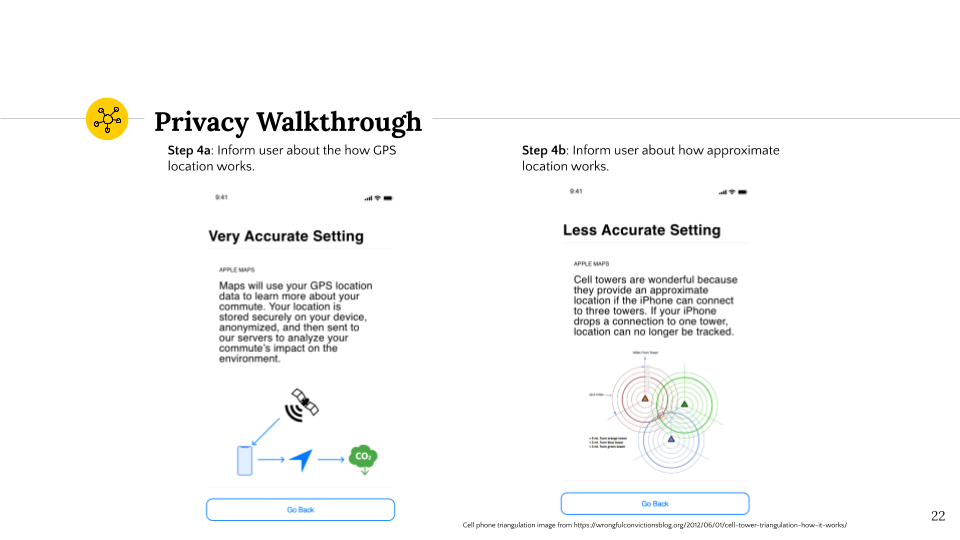 Privacy Walkthrough
Step 4a: Inform user about the how GPS
location works.
9:41
Very Accurate Setting
APPLE MAPS
Maps will use your GPS location
data to learn more about your
commute. Your location is
stored securely on your device,
anonymized, and then sent to
our servers to analyze your
commute's impact on the
environment.
CO₂
Go Back
Step 4b: Inform user about how approximate
location works.
9:41
Less Accurate Setting
APPLE MAPS
Cell towers are wonderful because
they provide an approximate
location if the iPhone can connect
to three towers. If your iPhone
drops a connection to one tower,
location can no longer be tracked.
Miles From Tower
Go Back
Cell phone triangulation image from https://wrongfulconvictionsblog.org/2012/06/01/cell-tower-triangulation-how-it-works/
22